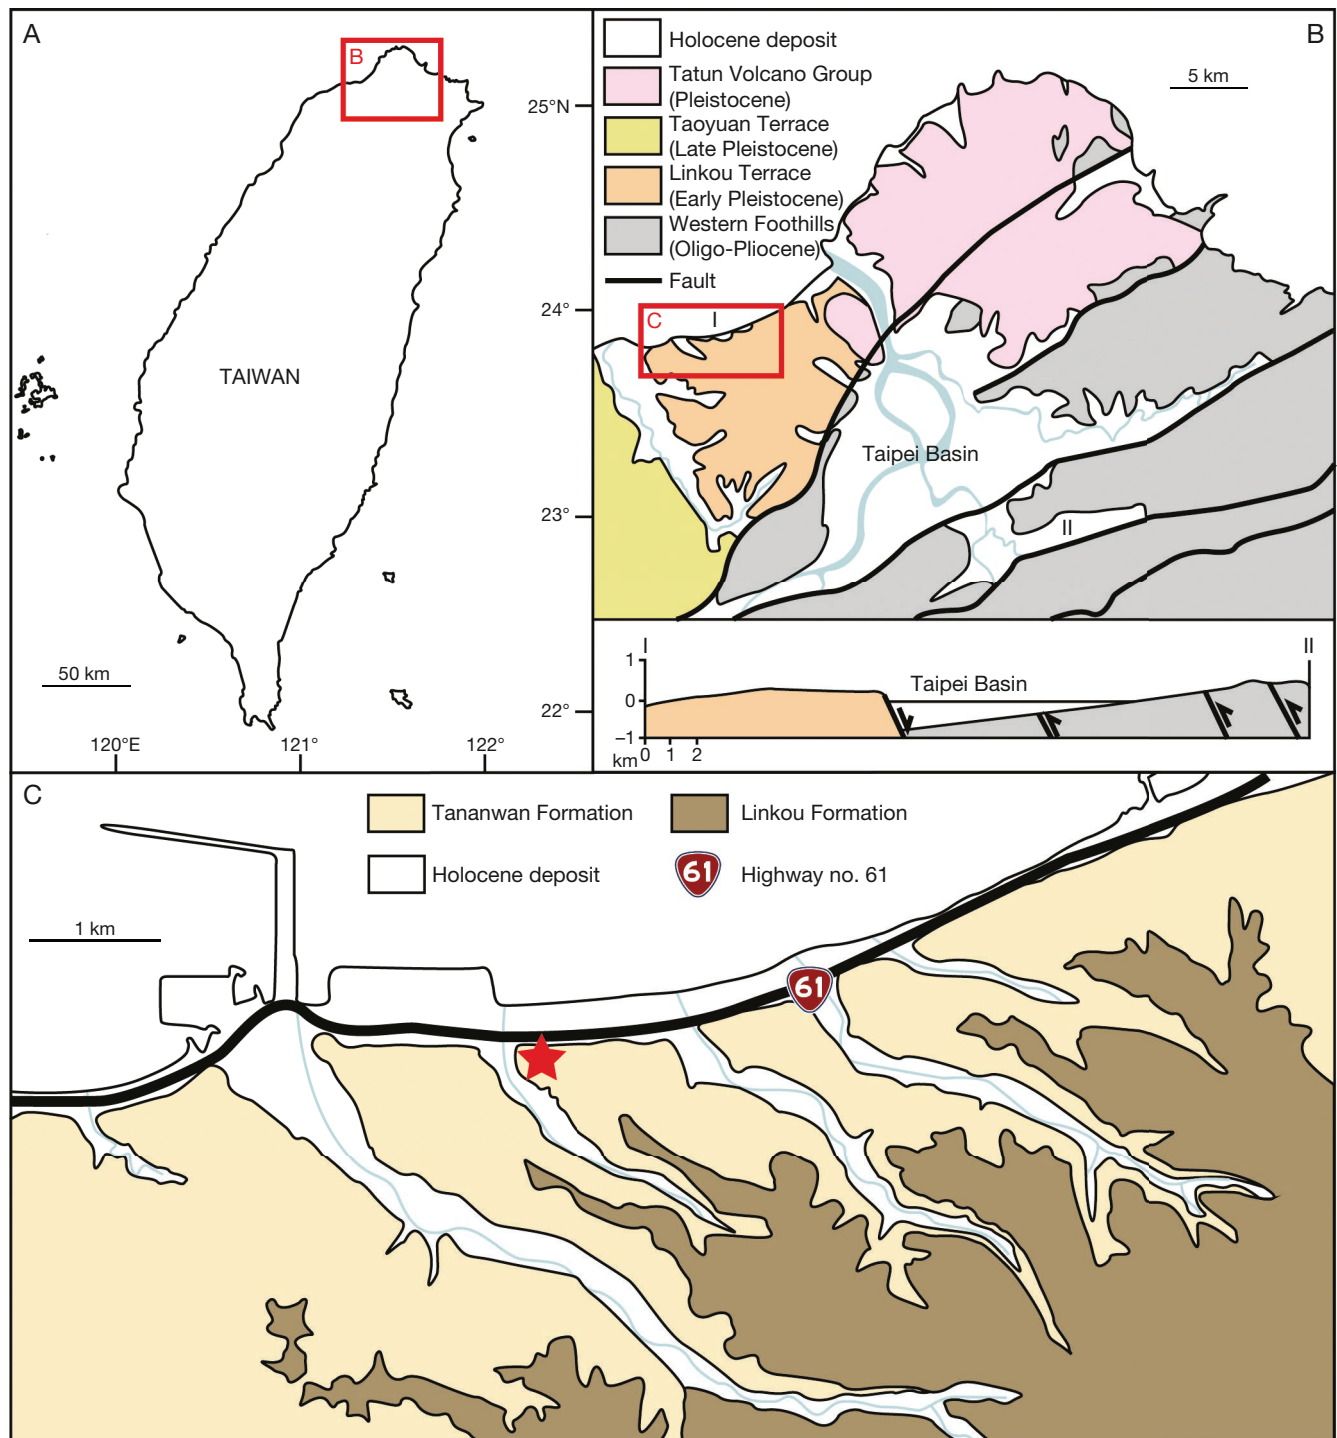 A
B
TAIWAN
50 km
120°E
121°
122°
25°N
24°
23°
22°
B
Holocene deposit
Tatun Volcano Group
(Pleistocene)
Taoyuan Terrace
(Late Pleistocene)
Linkou Terrace
(Early Pleistocene)
Western Foothills
(Oligo-Pliocene)
Fault
5 km
C
I
Taipei Basin
II
I
II
1
0
−1
km
0 1 2
Taipei Basin
C
Tananwan Formation
Linkou Formation
Holocene deposit
61
Highway no. 61
1 km
61